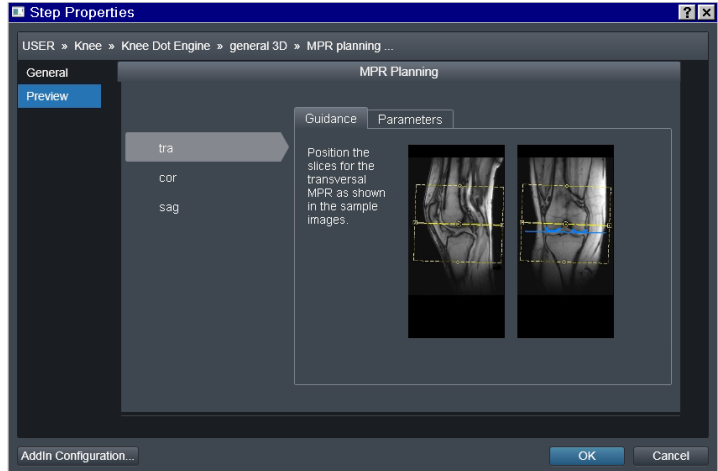 Step Properties
USER » Knee » Knee Dot Engine » general 3D » MPR planning ...
General
Preview
MPR Planning
Guidance Parameters
tra
cor
sag
Position the
slices for the
transversal
MPR as shown
in the sample
images.
AddIn Configuration...
OK
Cancel